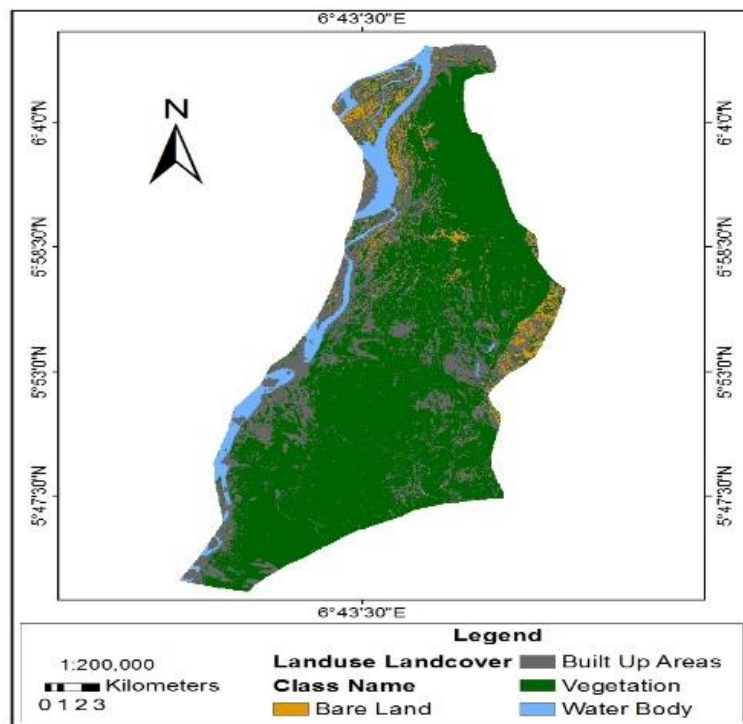 6°43'30"E
N
6°4'0"N
6°4'0"N
5°58'30"N
5°58'30"N
5°53'0"N
5°53'0"N
5°47'30"N
5°47'30"N
6°43'30"E
Legend
1:200,000
Kilometers
0 1 2 3
Landuse Landcover
Class Name
Bare Land
Built Up Areas
Vegetation
Water Body